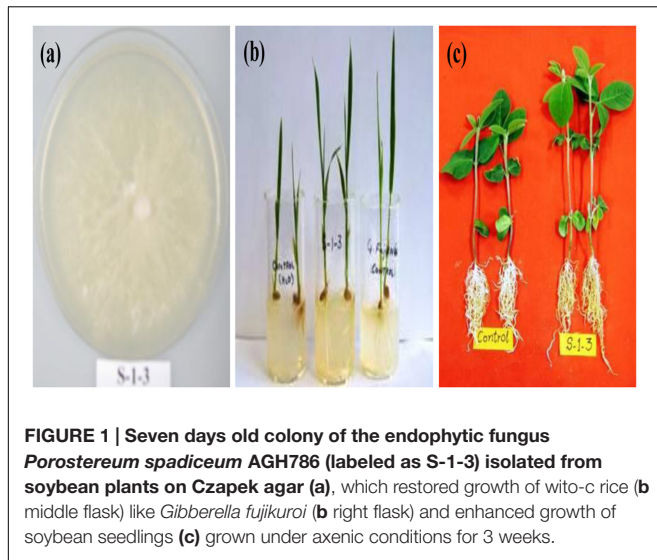 (a)
(b)
(c)
S-1-3
Control
(H₂O)
S-1-3
G. Fujikuroi
Control
Control
S-1-3
FIGURE 1 | Seven days old colony of the endophytic fungus
Porostereum spadiceum AGH786 (labeled as S-1-3) isolated from
soybean plants on Czapek agar (a), which restored growth of wito-c rice (b
middle flask) like Gibberella fujikuroi (b right flask) and enhanced growth of
soybean seedlings (c) grown under axenic conditions for 3 weeks.